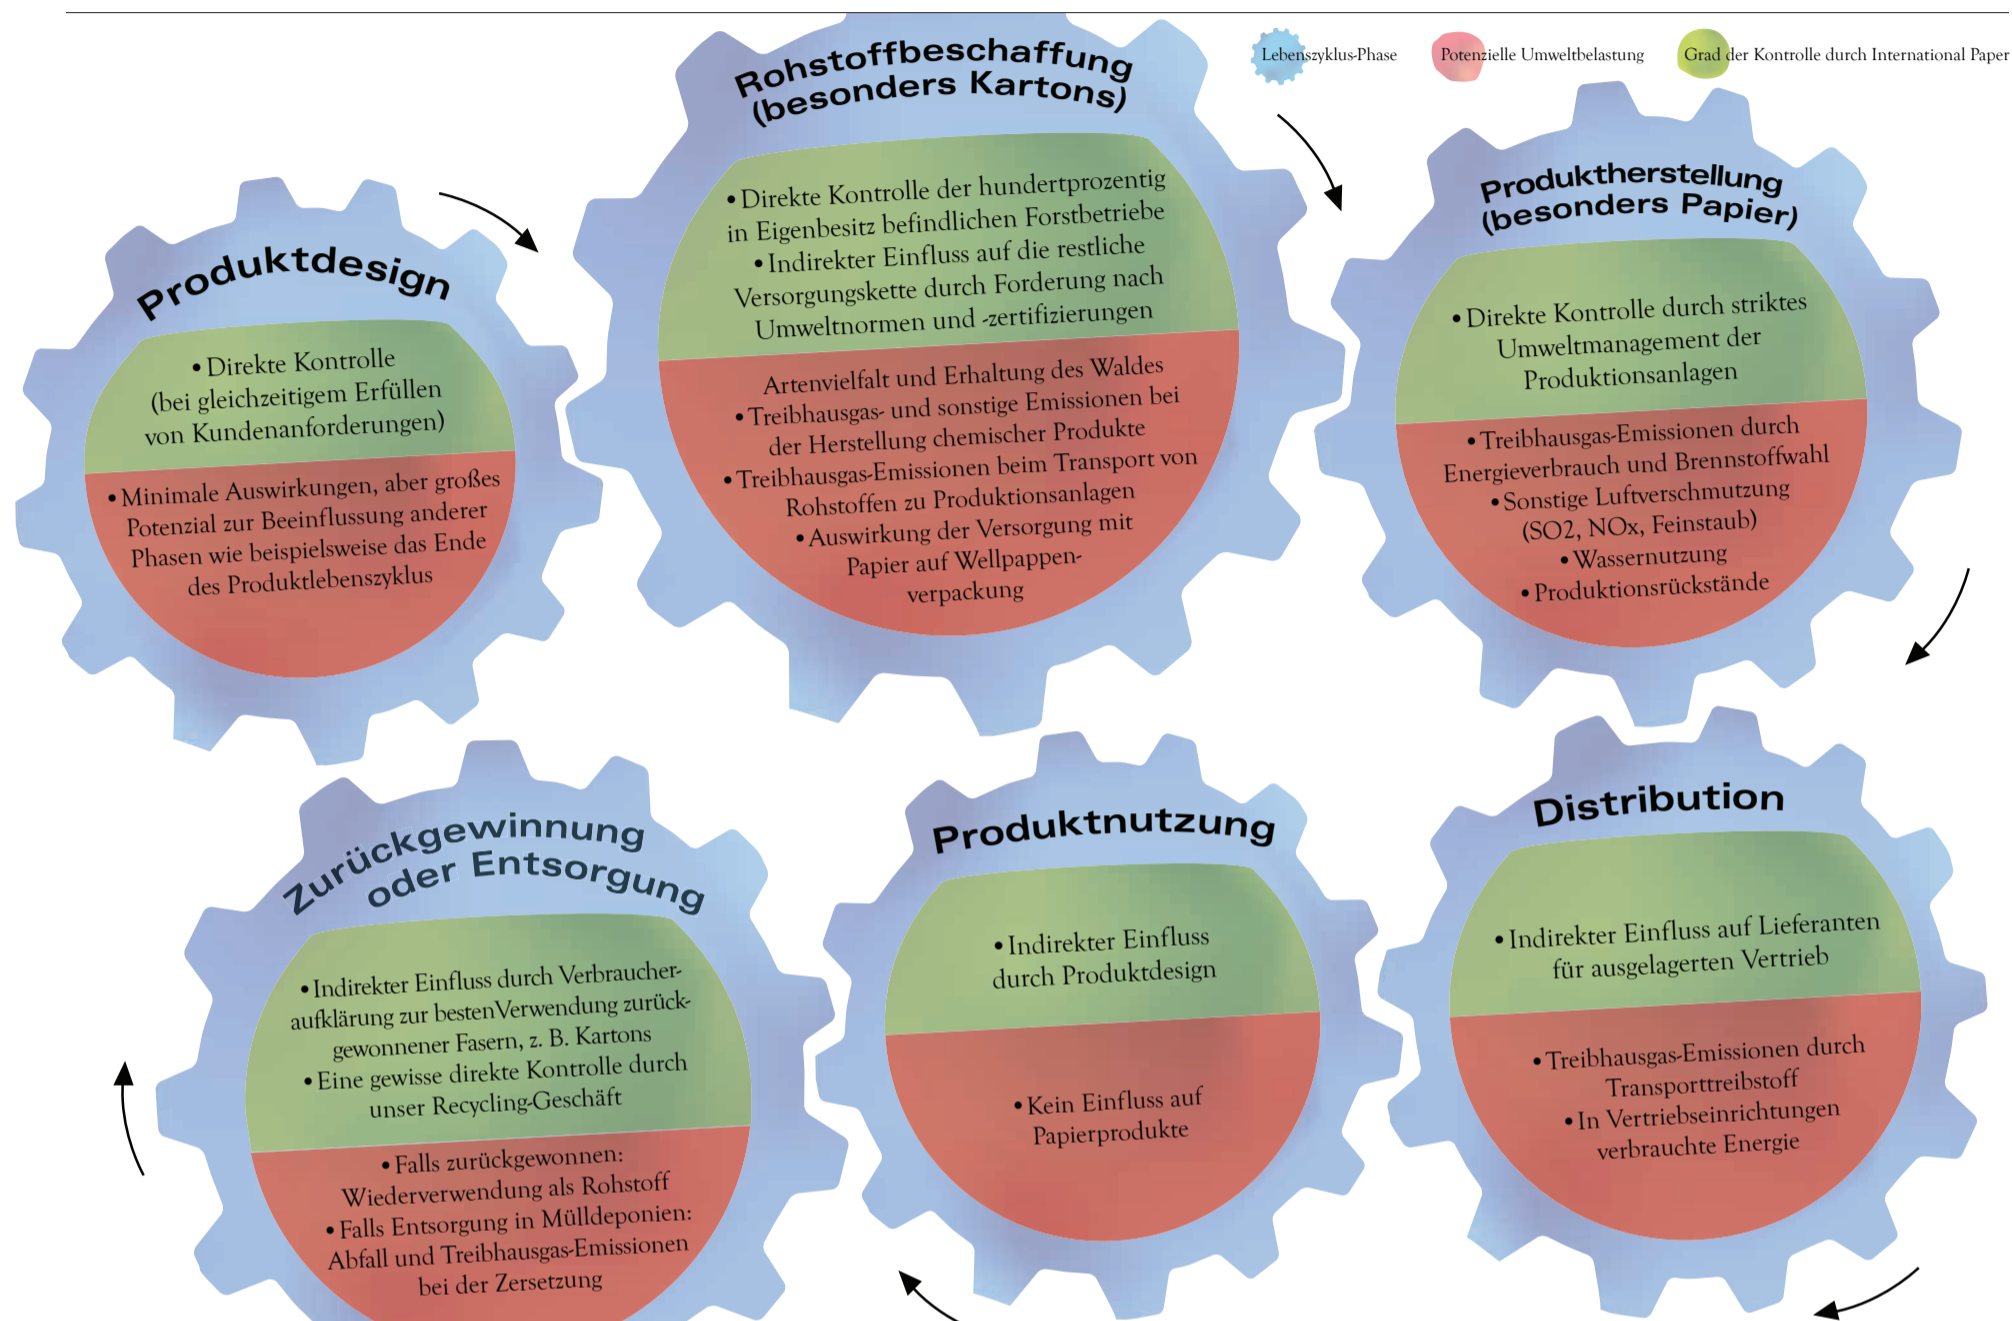 Lebenszyklus-Phase
Potenzielle Umweltbelastung
Grad der Kontrolle durch International Paper
Produktdesign
• Direkte Kontrolle
(bei gleichzeitigem Erfüllen
von Kundenanforderungen)
• Minimale Auswirkungen, aber großes
Potenzial zur Beeinflussung anderer
Phasen wie beispielsweise das Ende
des Produktlebenszyklus
Rohstoffbeschaffung
(besonders Kartons)
• Direkte Kontrolle der hundertprozentig
in Eigenbesitz befindlichen Forstbetriebe
• Indirekter Einfluss auf die restliche
Versorgungskette durch Forderung nach
Umweltnormen und -zertifizierungen
Artenvielfalt und Erhaltung des Waldes
• Treibhausgas- und sonstige Emissionen bei
der Herstellung chemischer Produkte
• Treibhausgas-Emissionen beim Transport von
Rohstoffen zu Produktionsanlagen
• Auswirkung der Versorgung mit
Papier auf Wellpappen-
verpackung
Produktherstellung
(besonders Papier)
• Direkte Kontrolle durch striktes
Umweltmanagement der
Produktionsanlagen
• Treibhausgas-Emissionen durch
Energieverbrauch und Brennstoffwahl
• Sonstige Luftverschmutzung
(SO2, NOx, Feinstaub)
• Wassernutzung
• Produktionsrückstände
Distribution
• Indirekter Einfluss auf Lieferanten
für ausgelagerten Vertrieb
• Treibhausgas-Emissionen durch
Transporttreibstoff
• In Vertriebseinrichtungen
verbrauchte Energie
Produktnutzung
• Indirekter Einfluss
durch Produktdesign
• Kein Einfluss auf
Papierprodukte
Zurückgewinnung
oder Entsorgung
• Indirekter Einfluss durch Verbraucher-
aufklärung zur besten Verwendung zurück-
gewonnener Fasern, z. B. Kartons
• Eine gewisse direkte Kontrolle durch
unser Recycling-Geschäft
• Falls zurückgewonnen:
Wiederverwendung als Rohstoff
• Falls Entsorgung in Mülldeponien:
Abfall und Treibhausgas-Emissionen
bei der Zersetzung